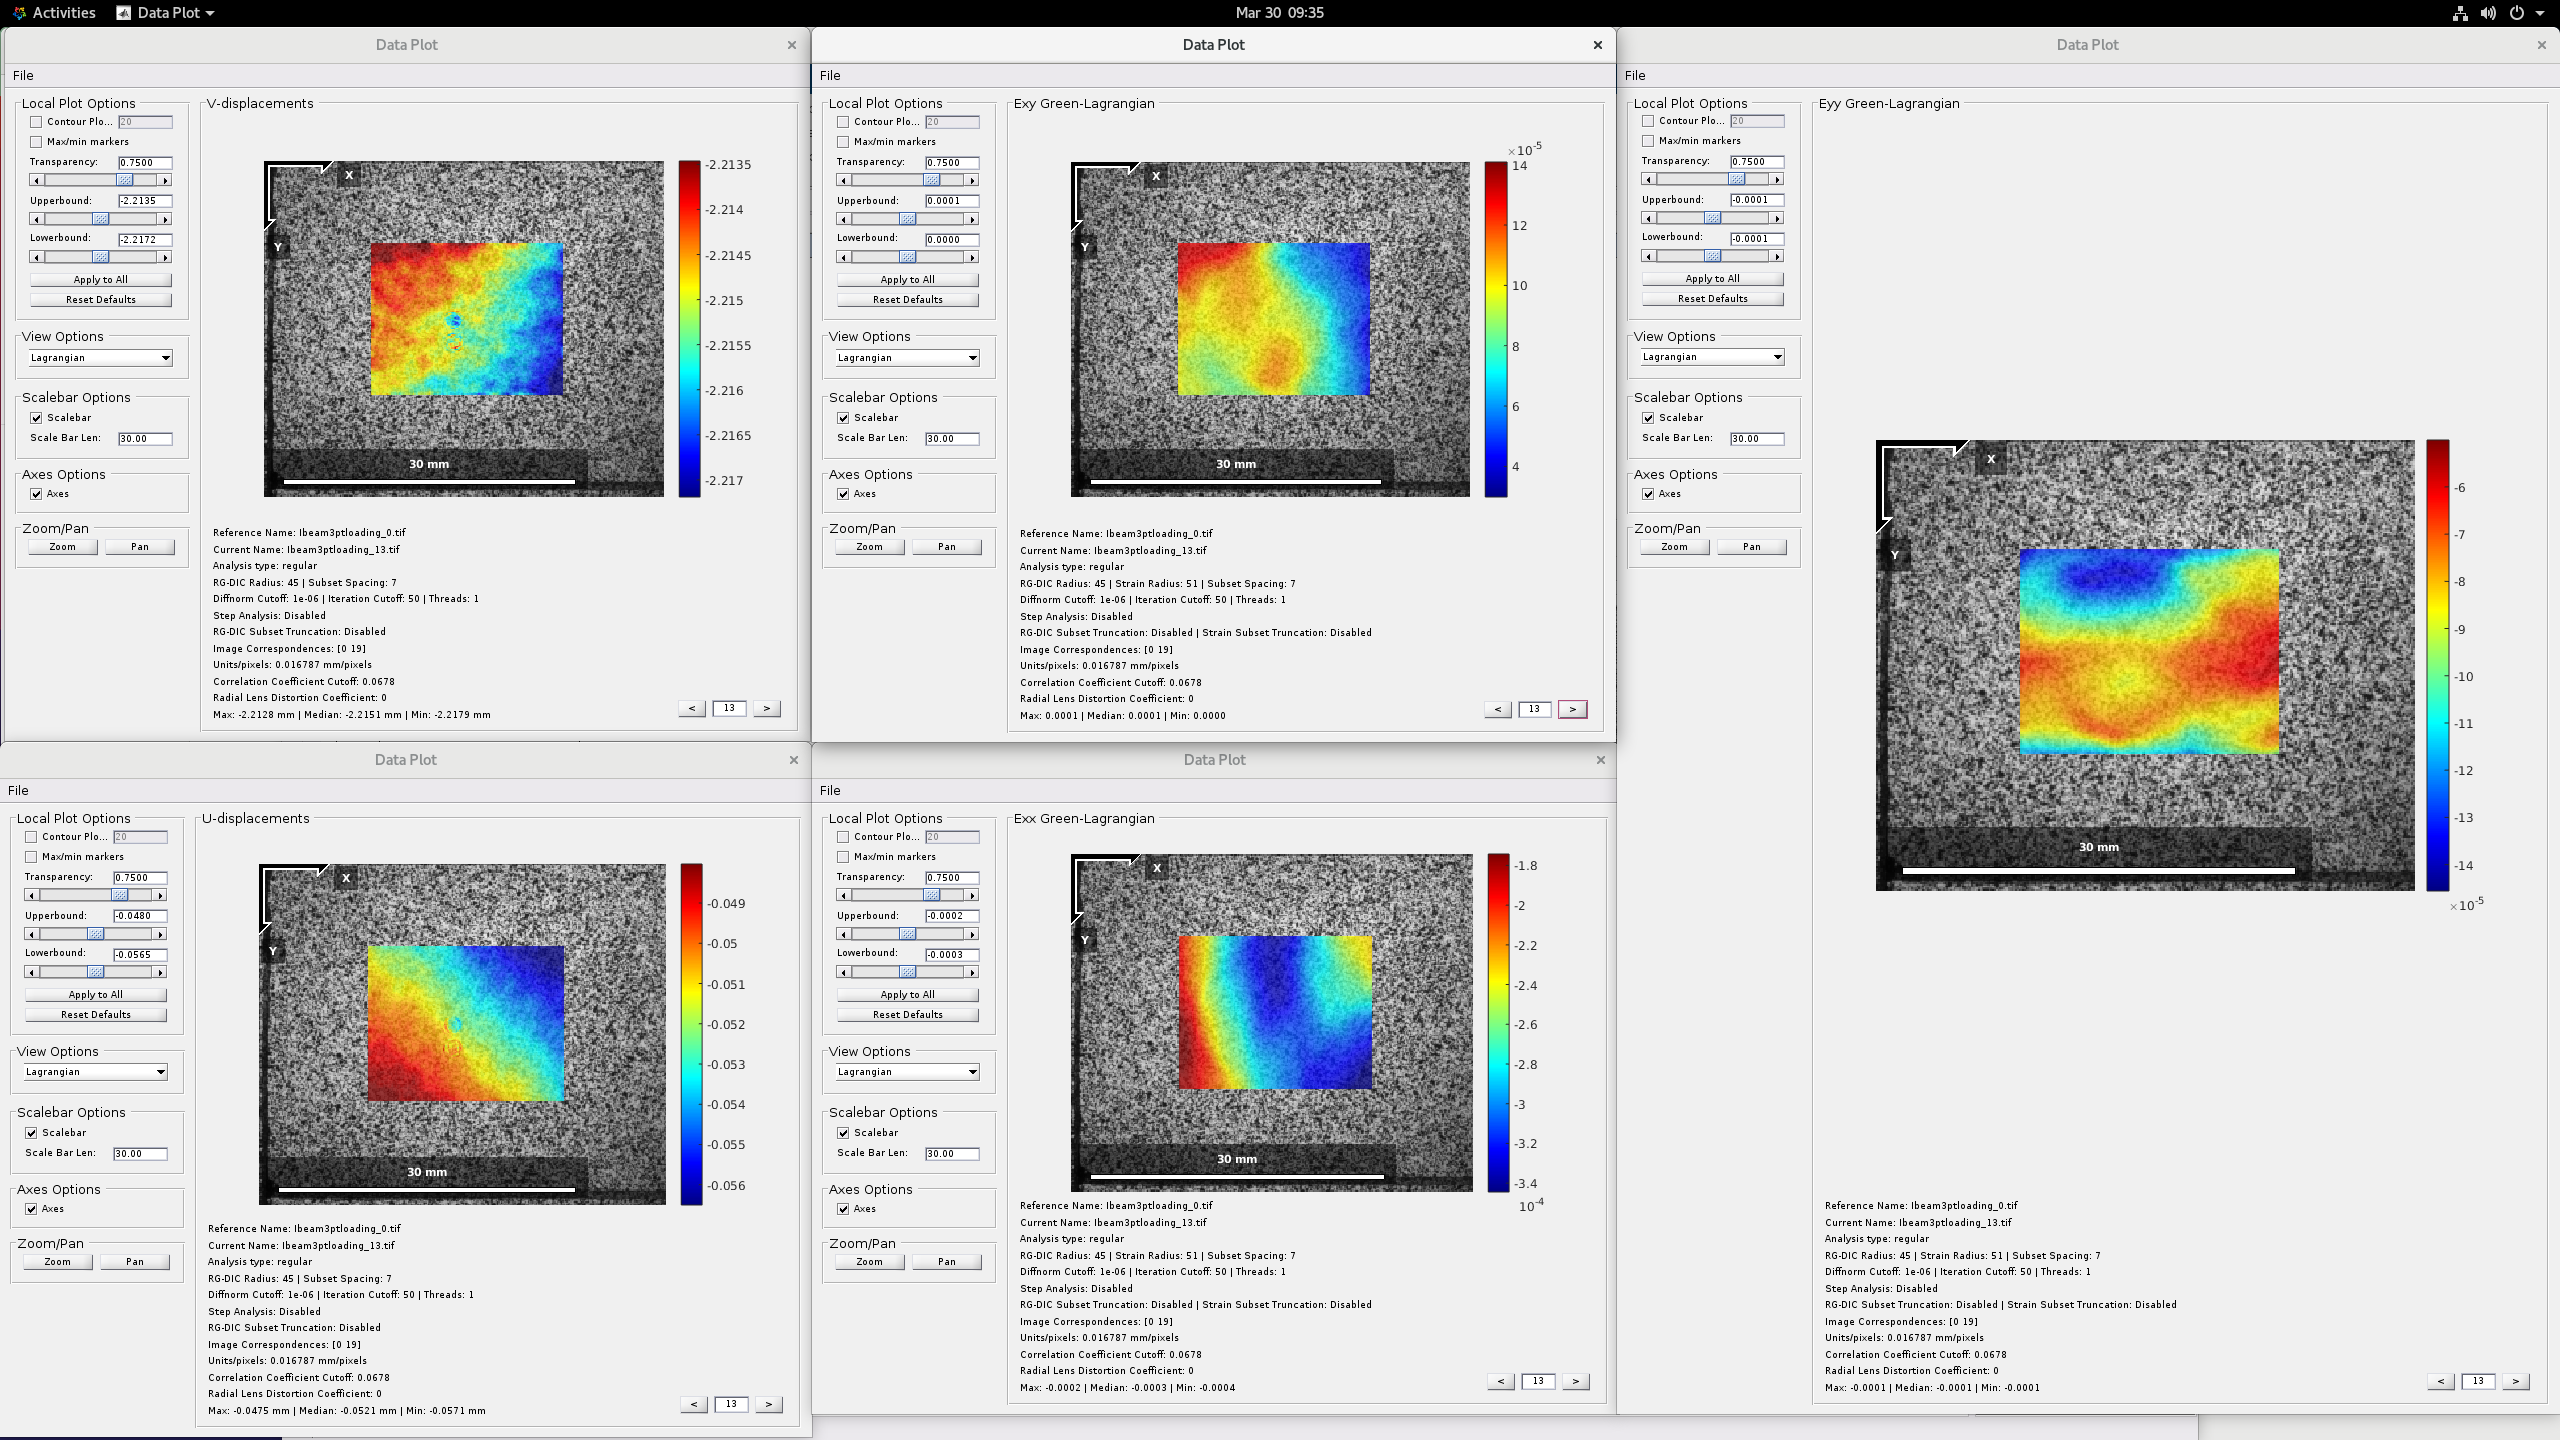 Activities
Data Plot
Mar 30 09:35
Data Plot
File
Local Plot Options
Contour Plo...
20
Max/min markers
Transparency:
0.7500
Upperbound:
-2.2135
Lowerbound:
-2.2172
Apply to All
Reset Defaults
View Options
Lagrangian
Scalebar Options
Scalebar
Scale Bar Len:
30.00
Axes Options
Axes
Zoom/Pan
Zoom
Pan
V-displacements
X
Y
30 mm
-2.2135
-2.214
-2.2145
-2.215
-2.2155
-2.216
-2.2165
-2.217
Reference Name: Ibeam3ptloading_0.tif
Current Name: Ibeam3ptloading_13.tif
Analysis type: regular
RG-DIC Radius: 45 | Subset Spacing: 7
Diffnorm Cutoff: 1e-06 | Iteration Cutoff: 50 | Threads: 1
Step Analysis: Disabled
RG-DIC Subset Truncation: Disabled
Image Correspondences: [0 19]
Units/pixels: 0.016787 mm/pixels
Correlation Coefficient Cutoff: 0.0678
Radial Lens Distortion Coefficient: 0
Max: -2.2128 mm | Median: -2.2151 mm | Min: -2.2179 mm
< 13 >
Data Plot
File
Local Plot Options
Contour Plo...
20
Max/min markers
Transparency:
0.7500
Upperbound:
0.0001
Lowerbound:
0.0000
Apply to All
Reset Defaults
View Options
Lagrangian
Scalebar Options
Scalebar
Scale Bar Len:
30.00
Axes Options
Axes
Zoom/Pan
Zoom
Pan
Exy Green-Lagrangian
X
Y
30 mm
×10-5
14
12
10
8
6
4
Reference Name: Ibeam3ptloading_0.tif
Current Name: Ibeam3ptloading_13.tif
Analysis type: regular
RG-DIC Radius: 45 | Strain Radius: 51 | Subset Spacing: 7
Diffnorm Cutoff: 1e-06 | Iteration Cutoff: 50 | Threads: 1
Step Analysis: Disabled
RG-DIC Subset Truncation: Disabled | Strain Subset Truncation: Disabled
Image Correspondences: [0 19]
Units/pixels: 0.016787 mm/pixels
Correlation Coefficient Cutoff: 0.0678
Radial Lens Distortion Coefficient: 0
Max: 0.0001 | Median: 0.0001 | Min: 0.0000
< 13 >
Data Plot
File
Local Plot Options
Contour Plo...
20
Max/min markers
Transparency:
0.7500
Upperbound:
-0.0001
Lowerbound:
-0.0001
Apply to All
Reset Defaults
View Options
Lagrangian
Scalebar Options
Scalebar
Scale Bar Len:
30.00
Axes Options
Axes
Zoom/Pan
Zoom
Pan
Eyy Green-Lagrangian
X
Y
30 mm
-6
-7
-8
-9
-10
-11
-12
-13
-14
×10-5
Reference Name: Ibeam3ptloading_0.tif
Current Name: Ibeam3ptloading_13.tif
Analysis type: regular
RG-DIC Radius: 45 | Strain Radius: 51 | Subset Spacing: 7
Diffnorm Cutoff: 1e-06 | Iteration Cutoff: 50 | Threads: 1
Step Analysis: Disabled
RG-DIC Subset Truncation: Disabled | Strain Subset Truncation: Disabled
Image Correspondences: [0 19]
Units/pixels: 0.016787 mm/pixels
Correlation Coefficient Cutoff: 0.0678
Radial Lens Distortion Coefficient: 0
Max: -0.0001 | Median: -0.0001 | Min: -0.0001
< 13 >
Data Plot
File
Local Plot Options
Contour Plo...
20
Max/min markers
Transparency:
0.7500
Upperbound:
-0.0480
Lowerbound:
-0.0565
Apply to All
Reset Defaults
View Options
Lagrangian
Scalebar Options
Scalebar
Scale Bar Len:
30.00
Axes Options
Axes
Zoom/Pan
Zoom
Pan
U-displacements
X
Y
30 mm
-0.049
-0.05
-0.051
-0.052
-0.053
-0.054
-0.055
-0.056
Reference Name: Ibeam3ptloading_0.tif
Current Name: Ibeam3ptloading_13.tif
Analysis type: regular
RG-DIC Radius: 45 | Subset Spacing: 7
Diffnorm Cutoff: 1e-06 | Iteration Cutoff: 50 | Threads: 1
Step Analysis: Disabled
RG-DIC Subset Truncation: Disabled
Image Correspondences: [0 19]
Units/pixels: 0.016787 mm/pixels
Correlation Coefficient Cutoff: 0.0678
Radial Lens Distortion Coefficient: 0
Max: -0.0475 mm | Median: -0.0521 mm | Min: -0.0571 mm
< 13 >
Data Plot
File
Local Plot Options
Contour Plo...
20
Max/min markers
Transparency:
0.7500
Upperbound:
-0.0002
Lowerbound:
-0.0003
Apply to All
Reset Defaults
View Options
Lagrangian
Scalebar Options
Scalebar
Scale Bar Len:
30.00
Axes Options
Axes
Zoom/Pan
Zoom
Pan
Exx Green-Lagrangian
X
Y
30 mm
-1.8
-2
-2.2
-2.4
-2.6
-2.8
-3
-3.2
-3.4
10-4
Reference Name: Ibeam3ptloading_0.tif
Current Name: Ibeam3ptloading_13.tif
Analysis type: regular
RG-DIC Radius: 45 | Strain Radius: 51 | Subset Spacing: 7
Diffnorm Cutoff: 1e-06 | Iteration Cutoff: 50 | Threads: 1
Step Analysis: Disabled
RG-DIC Subset Truncation: Disabled | Strain Subset Truncation: Disabled
Image Correspondences: [0 19]
Units/pixels: 0.016787 mm/pixels
Correlation Coefficient Cutoff: 0.0678
Radial Lens Distortion Coefficient: 0
Max: -0.0002 | Median: -0.0003 | Min: -0.0004
< 13 >